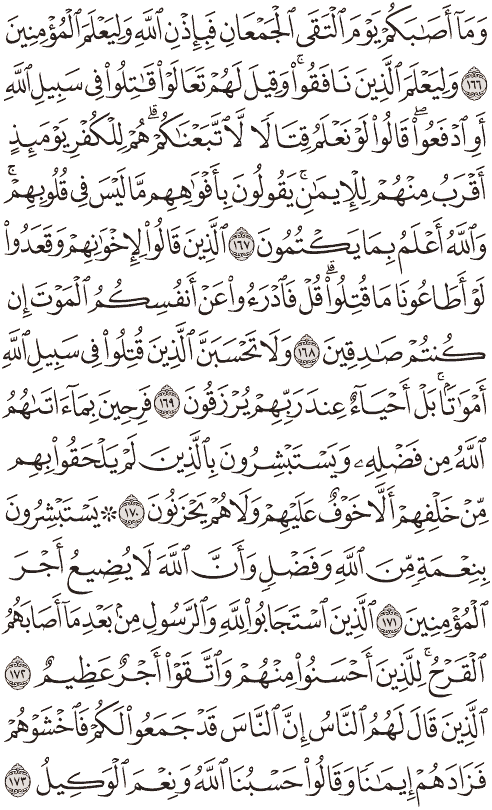 وَمَآ أَصَٰبَكُمْ يَوْمَ ٱلْتَقَى ٱلْجَمْعَانِ فَبِإِذْنِ ٱللَّهِ وَلِيَعْلَمَ ٱلْمُؤْمِنِينَ
١٦٦ وَلِيَعْلَمَ ٱلَّذِينَ نَافَقُوا۟ۚ وَقِيلَ لَهُمْ تَعَالَوْا۟ قَٰتِلُوا۟ فِى سَبِيلِ ٱللَّهِ
أَوِ ٱدْفَعُوا۟ۖ قَالُوا۟ لَوْ نَعْلَمُ قِتَالًا لَّٱتَّبَعْنَٰكُمْۗ هُمْ لِلْكُفْرِ يَوْمَئِذٍ
أَقْرَبُ مِنْهُمْ لِلْإِيمَٰنِۚ يَقُولُونَ بِأَفْوَٰهِهِم مَّا لَيْسَ فِى قُلُوبِهِمْۚ
وَٱللَّهُ أَعْلَمُ بِمَا يَكْتُمُونَ ١٦٧ ٱلَّذِينَ قَالُوا۟ لِإِخْوَٰنِهِمْ وَقَعَدُوا۟
لَوْ أَطَاعُونَا مَا قُتِلُوا۟ۗ قُلْ فَٱدْرَءُوا۟ عَنْ أَنفُسِكُمُ ٱلْمَوْتَ إِن
كُنتُمْ صَٰدِقِينَ ١٦٨ وَلَا تَحْسَبَنَّ ٱلَّذِينَ قُتِلُوا۟ فِى سَبِيلِ ٱللَّهِ
أَمْوَٰتًۢاۚ بَلْ أَحْيَآءٌ عِندَ رَبِّهِمْ يُرْزَقُونَ ١٦٩ فَرِحِينَ بِمَآ ءَاتَىٰهُمُ
ٱللَّهُ مِن فَضْلِهِۦ وَيَسْتَبْشِرُونَ بِٱلَّذِينَ لَمْ يَلْحَقُوا۟ بِهِم
مِّنْ خَلْفِهِمْ أَلَّا خَوْفٌ عَلَيْهِمْ وَلَا هُمْ يَحْزَنُونَ ١٧٠ ۞ يَسْتَبْشِرُونَ
بِنِعْمَةٍ مِّنَ ٱللَّهِ وَفَضْلٍ وَأَنَّ ٱللَّهَ لَا يُضِيعُ أَجْرَ
ٱلْمُؤْمِنِينَ ١٧١ ٱلَّذِينَ ٱسْتَجَابُوا۟ لِلَّهِ وَٱلرَّسُولِ مِنۢ بَعْدِ مَآ أَصَابَهُمُ
ٱلْقَرْحُۚ لِلَّذِينَ أَحْسَنُوا۟ مِنْهُمْ وَٱتَّقَوْا۟ أَجْرٌ عَظِيمٌ ١٧٢
ٱلَّذِينَ قَالَ لَهُمُ ٱلنَّاسُ إِنَّ ٱلنَّاسَ قَدْ جَمَعُوا۟ لَكُمْ فَٱخْشَوْهُمْ
فَزَادَهُمْ إِيمَٰنًا وَقَالُوا۟ حَسْبُنَا ٱللَّهُ وَنِعْمَ ٱلْوَكِيلُ ١٧٣